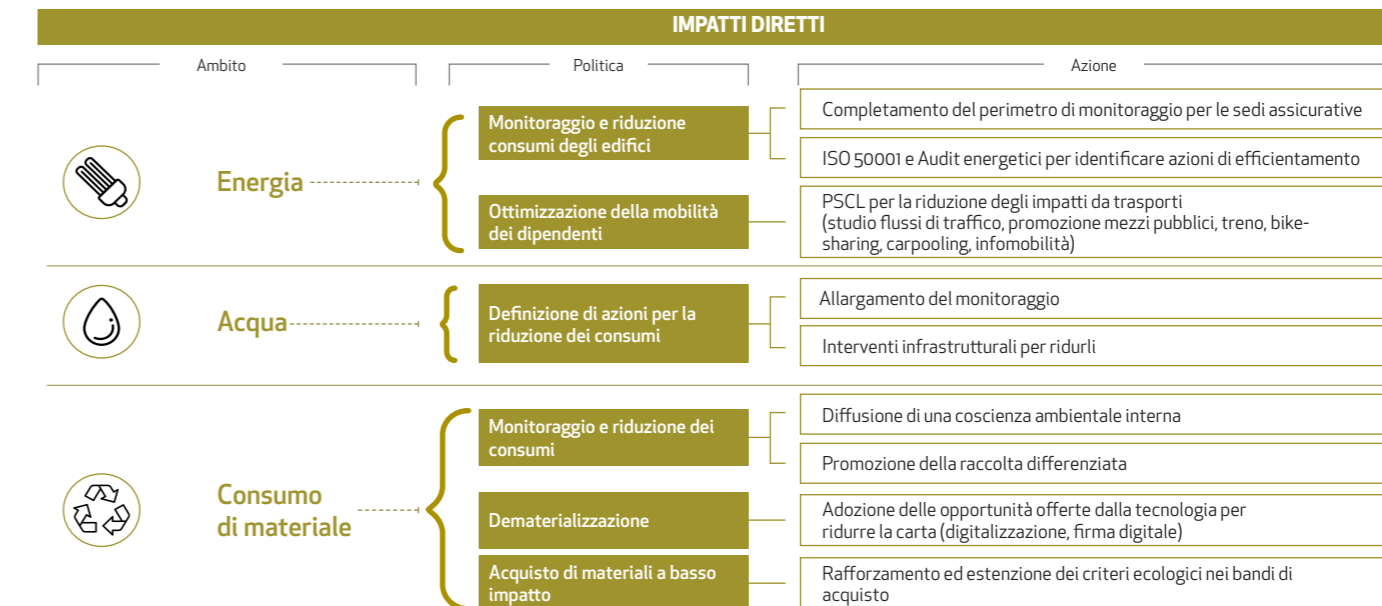 IMPATTI DIRETTI
Ambito
Politica
Azione
Energia
Monitoraggio e riduzione
consumi degli edifici
Completamento del perimetro di monitoraggio per le sedi assicurative
ISO 50001 e Audit energetici per identificare azioni di efficientamento
Ottimizzazione della mobilità
dei dipendenti
PSCL per la riduzione degli impatti da trasporti
(studio flussi di traffico, promozione mezzi pubblici, treno, bike-
sharing, carpooling, infomobilità)
Acqua
Definizione di azioni per la
riduzione dei consumi
Allargamento del monitoraggio
Interventi infrastrutturali per ridurli
Consumo
di materiale
Monitoraggio e riduzione dei
consumi
Diffusione di una coscienza ambientale interna
Promozione della raccolta differenziata
Dematerializzazione
Adozione delle opportunità offerte dalla tecnologia per
ridurre la carta (digitalizzazione, firma digitale)
Acquisto di materiali a basso
impatto
Rafforzamento ed estenzione dei criteri ecologici nei bandi di
acquisto